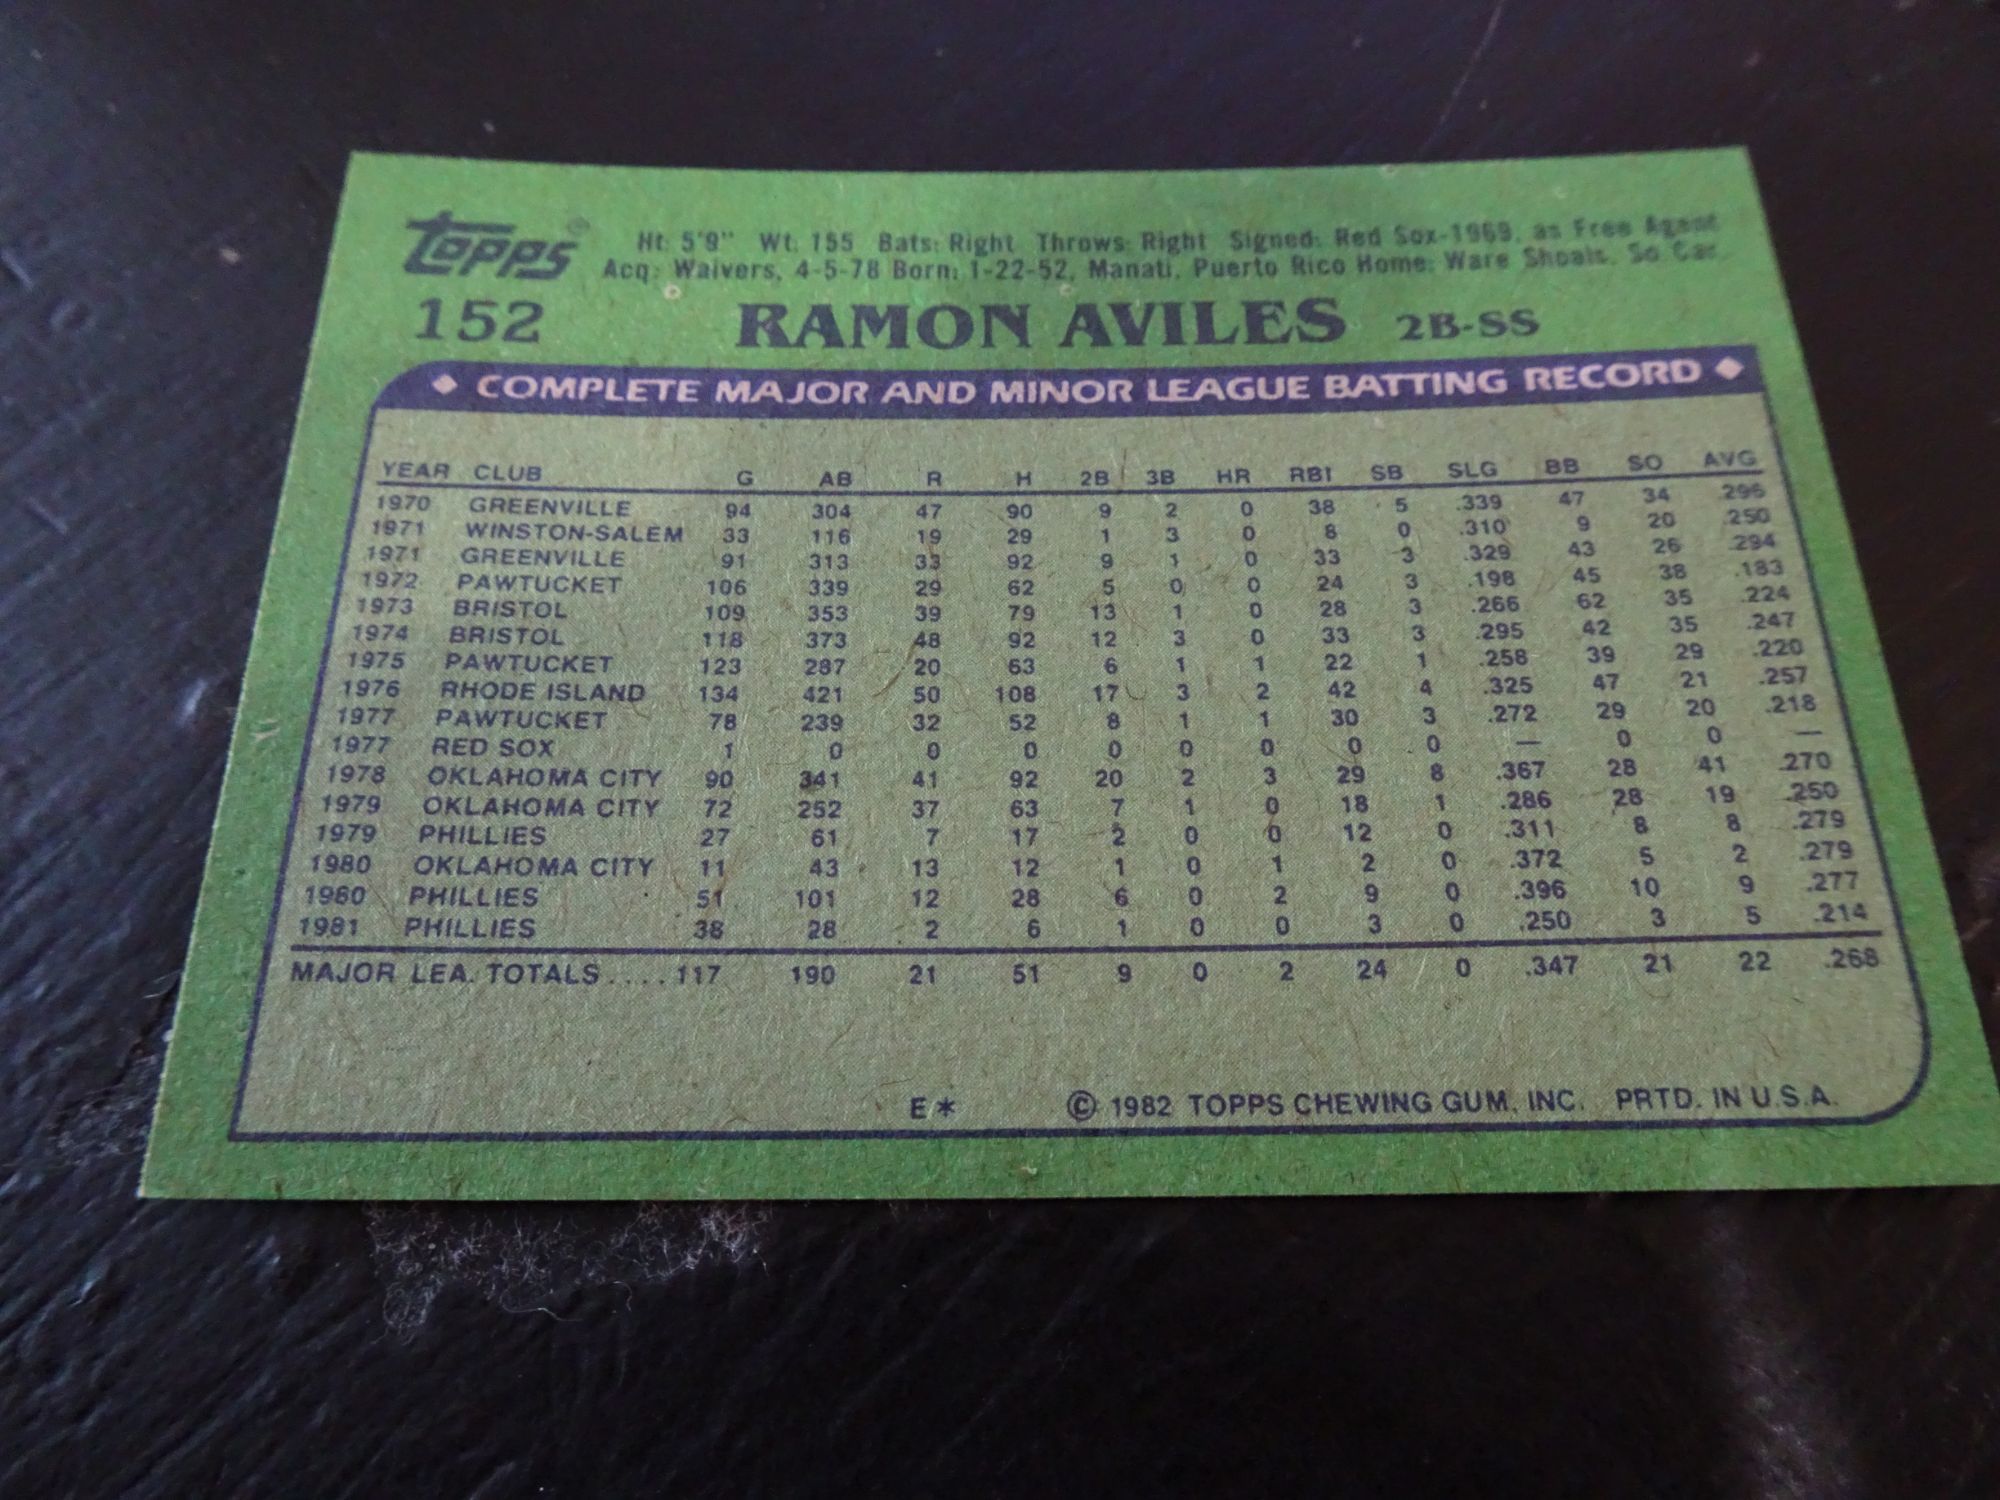 Topps® Ht: 5'9" Wt: 155 Bats: Right Throws: Right Signed: Red Sox-1969, as Free Agent
Acq: Waivers, 4-5-78 Born: 1-22-52, Manati, Puerto Rico Home: Ware Shoals, So Car.
152 RAMON AVILES 2B-SS
COMPLETE MAJOR AND MINOR LEAGUE BATTING RECORD
YEAR CLUB G AB R H 2B 3B HR RBI SB SLG BB SO AVG
1970 GREENVILLE 94 304 47 90 9 2 0 38 5 .339 47 34 .296
1971 WINSTON-SALEM 33 116 19 29 1 3 0 8 0 .310 9 20 .250
1971 GREENVILLE 91 313 33 92 9 1 0 33 3 .329 43 26 .294
1972 PAWTUCKET 106 339 29 62 5 0 0 24 3 .198 45 38 .183
1973 BRISTOL 109 353 39 79 13 1 0 28 3 .266 62 35 .224
1974 BRISTOL 118 373 48 92 12 3 0 33 3 .295 42 35 .247
1975 PAWTUCKET 123 287 20 63 6 1 1 22 1 .258 39 29 .220
1976 RHODE ISLAND 134 421 50 108 17 3 2 42 4 .325 47 21 .257
1977 PAWTUCKET 78 239 32 52 8 1 1 30 3 .272 29 20 .218
1977 RED SOX 1 0 0 0 0 0 0 0 0 — 0 0 —
1978 OKLAHOMA CITY 90 341 41 92 20 2 3 29 8 .367 28 41 .270
1979 OKLAHOMA CITY 72 252 37 63 7 1 0 18 1 .286 28 19 .250
1979 PHILLIES 27 61 7 17 2 0 0 12 0 .311 8 8 .279
1980 OKLAHOMA CITY 11 43 13 12 1 0 1 2 0 .372 5 2 .279
1980 PHILLIES 51 101 12 28 6 0 2 9 0 .396 10 9 .277
1981 PHILLIES 38 28 2 6 1 0 0 3 0 .250 3 5 .214
MAJOR LEA. TOTALS.....117 190 21 51 9 0 2 24 0 .347 21 22 .268
E* © 1982 TOPPS CHEWING GUM, INC. PRTD. IN U.S.A.